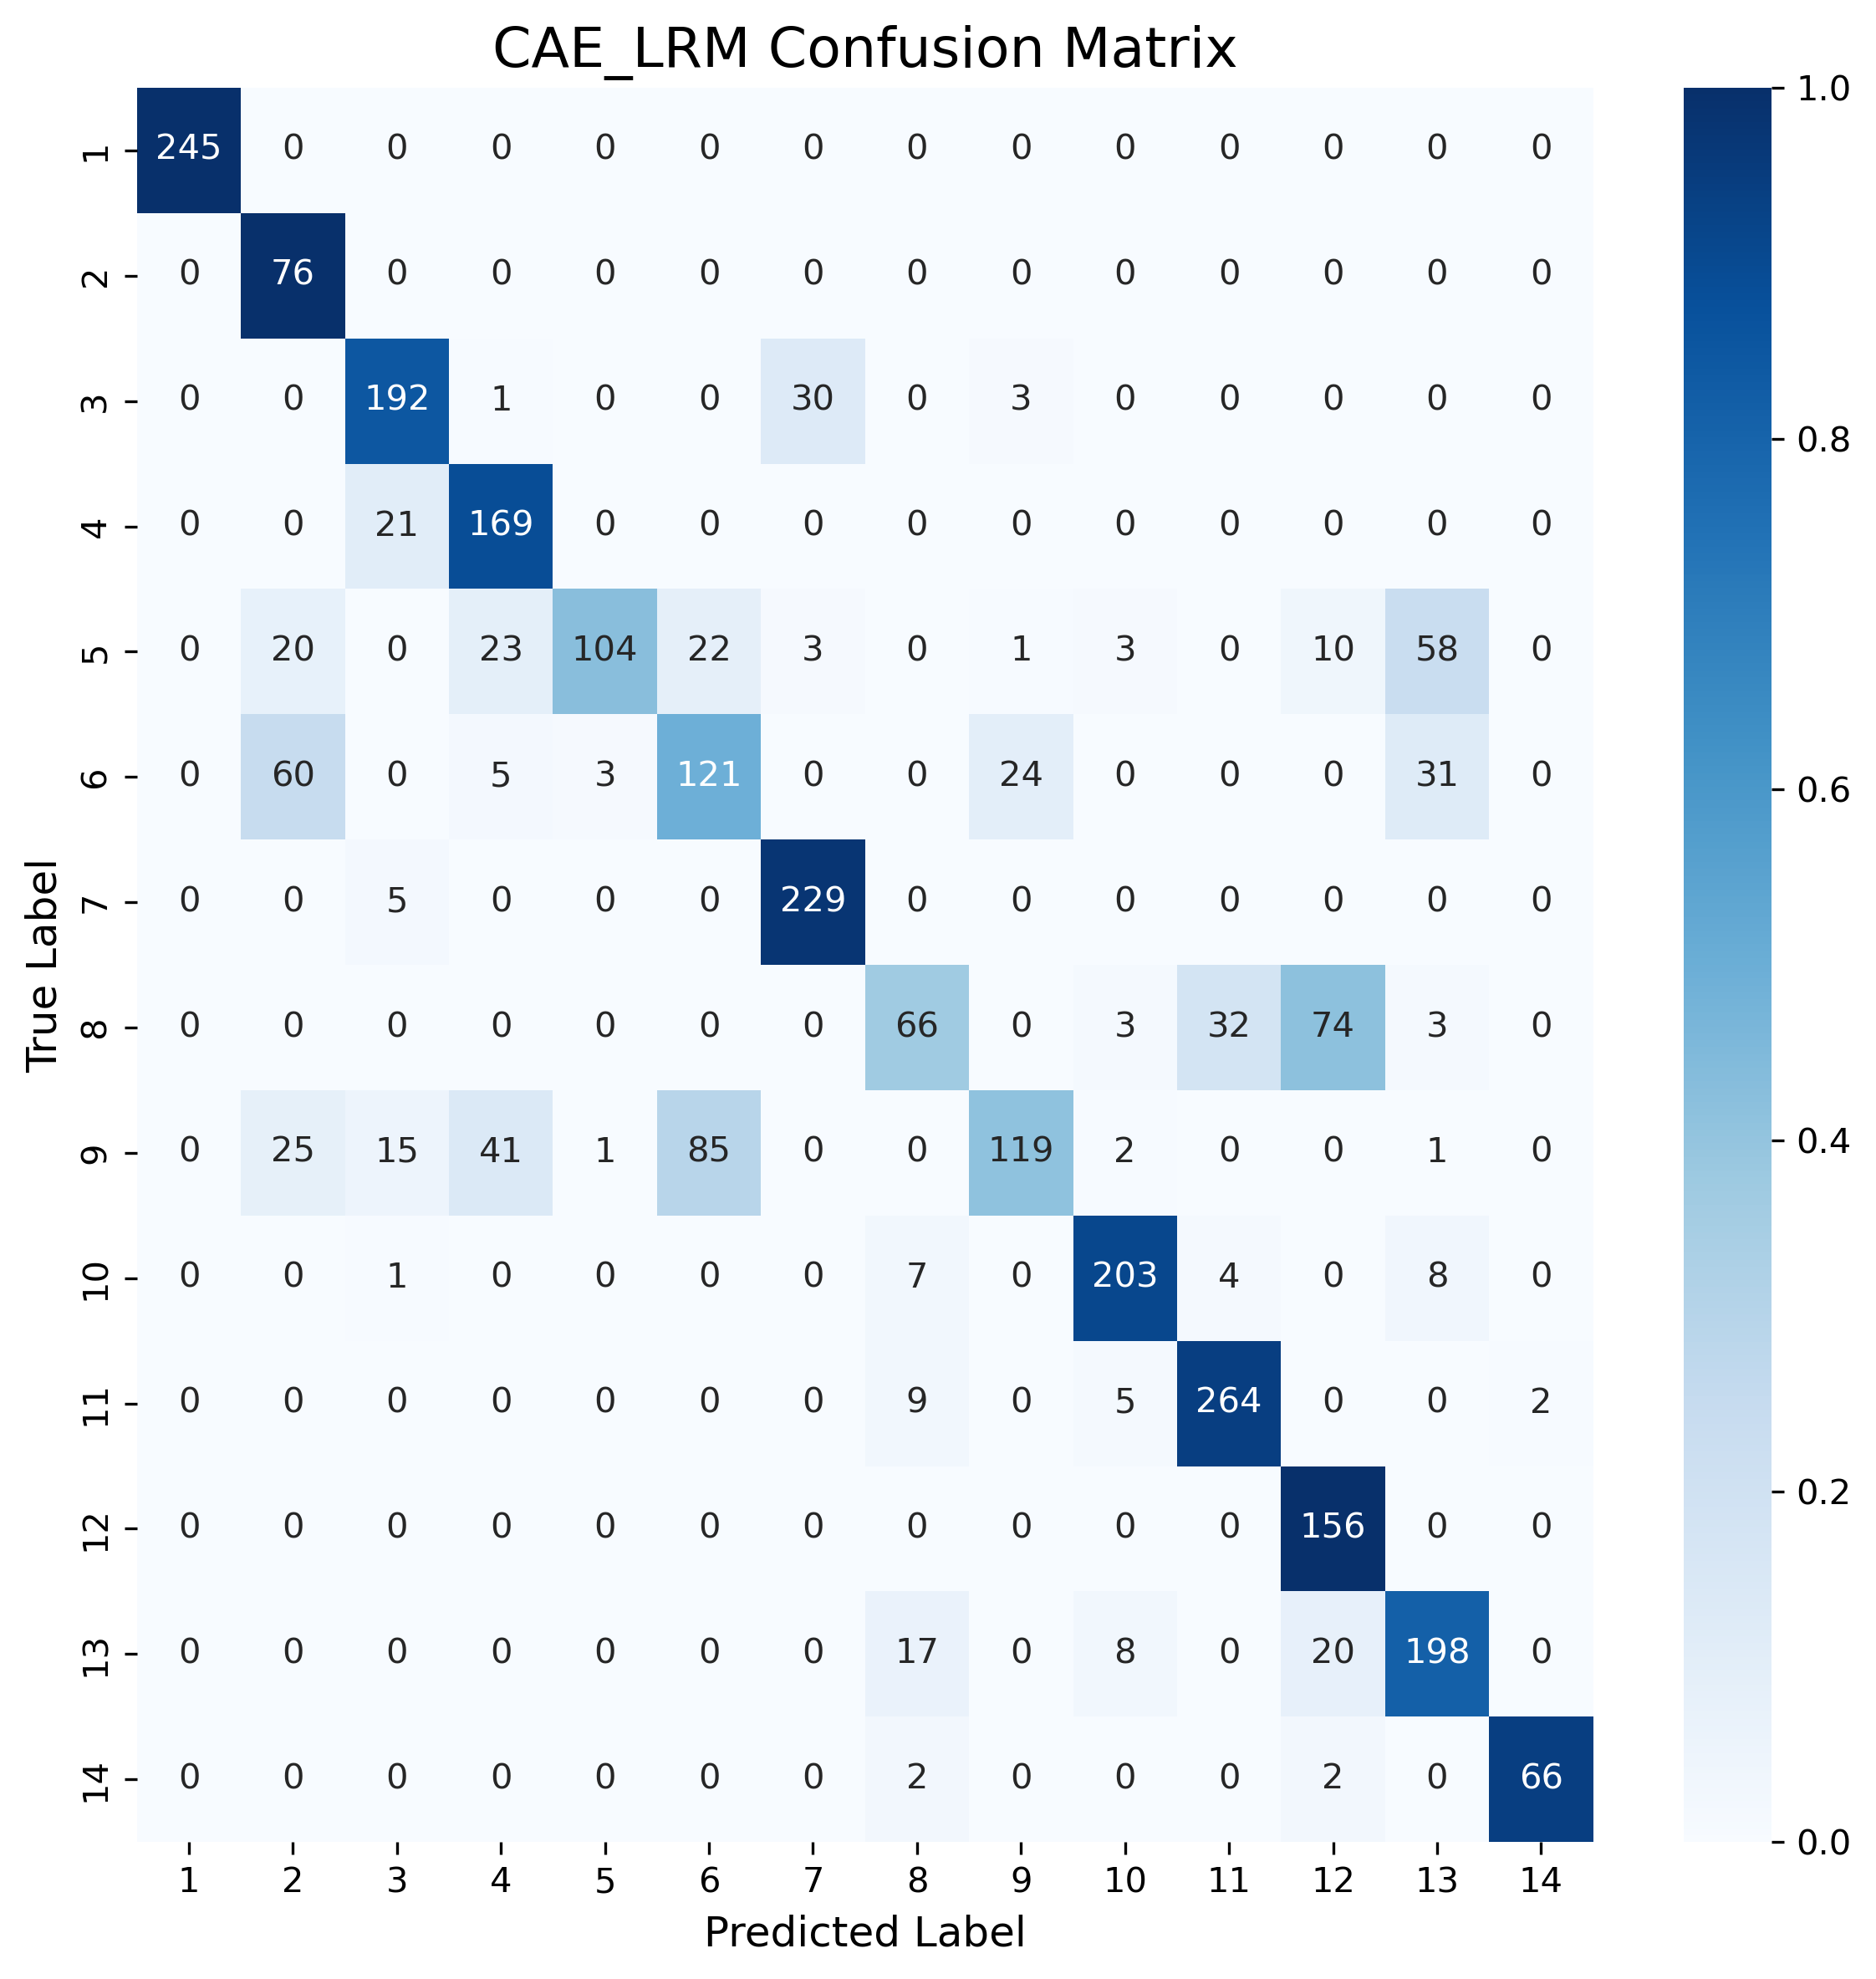 CAE_LRM Confusion Matrix
1 245 0 0 0 0 0 0 0 0 0 0 0 0 0 1.0
2 0 76 0 0 0 0 0 0 0 0 0 0 0 0
3 0 0 192 1 0 0 30 0 3 0 0 0 0 0 0.8
4 0 0 21 169 0 0 0 0 0 0 0 0 0 0
5 0 20 0 23 104 22 3 0 1 3 0 10 58 0
6 0 60 0 5 3 121 0 0 24 0 0 0 31 0 0.6
7 0 0 5 0 0 0 229 0 0 0 0 0 0 0
8 0 0 0 0 0 0 0 66 0 3 32 74 3 0
9 0 25 15 41 1 85 0 0 119 2 0 0 1 0 0.4
10 0 0 1 0 0 0 0 7 0 203 4 0 8 0
11 0 0 0 0 0 0 0 9 0 5 264 0 0 2
12 0 0 0 0 0 0 0 0 0 0 0 156 0 0 0.2
13 0 0 0 0 0 0 0 17 0 8 0 20 198 0
14 0 0 0 0 0 0 0 2 0 0 0 2 0 66 0.0
True Label
1 2 3 4 5 6 7 8 9 10 11 12 13 14
Predicted Label